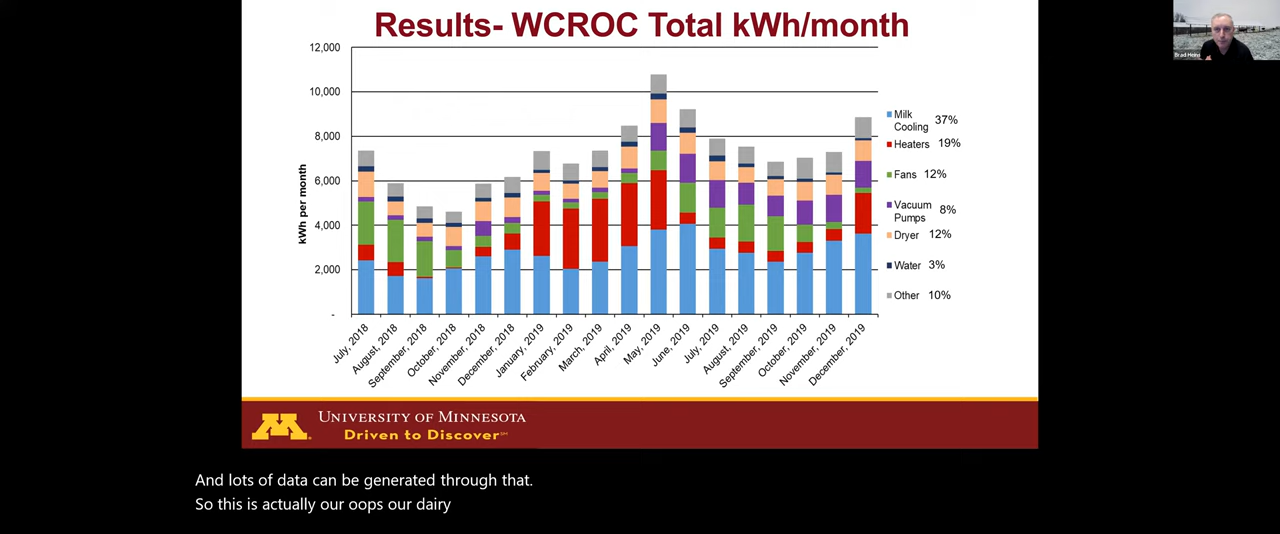 Results- WCROC Total kWh/month
Brad Heins
12,000
10,000
8,000
6,000
4,000
2,000
-
kWh per month
July, 2018
August, 2018
September, 2018
October, 2018
November, 2018
December, 2018
January, 2019
February, 2019
March, 2019
April, 2019
May, 2019
June, 2019
July, 2019
August, 2019
September, 2019
October, 2019
November, 2019
December, 2019
Milk Cooling 37%
Heaters 19%
Fans 12%
Vacuum Pumps 8%
Dryer 12%
Water 3%
Other 10%
UNIVERSITY OF MINNESOTA
Driven to Discover℠
And lots of data can be generated through that.
So this is actually our oops our dairy